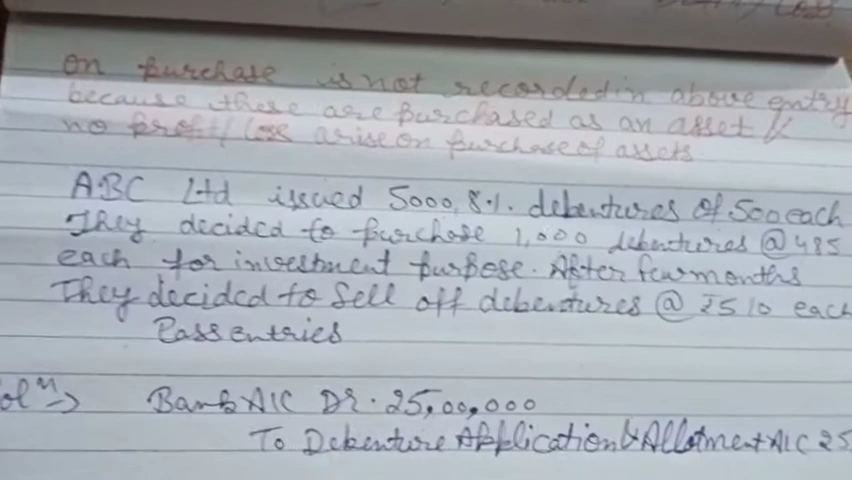 on purchase is not recorded in above entry
because these are purchased as an asset &
no profit/loss arise on purchase of assets
ABC Ltd issued 5000, 8%. debentures of 500 each
They decided to purchase 1,000 debentures @ 485
each for investment purpose. After few months
They decided to Sell off debentures @ ₹510 each
Pass entries
olⁿ => Bank A/C Dr. 25,00,000
To Debenture Application & Allotment A/C 25